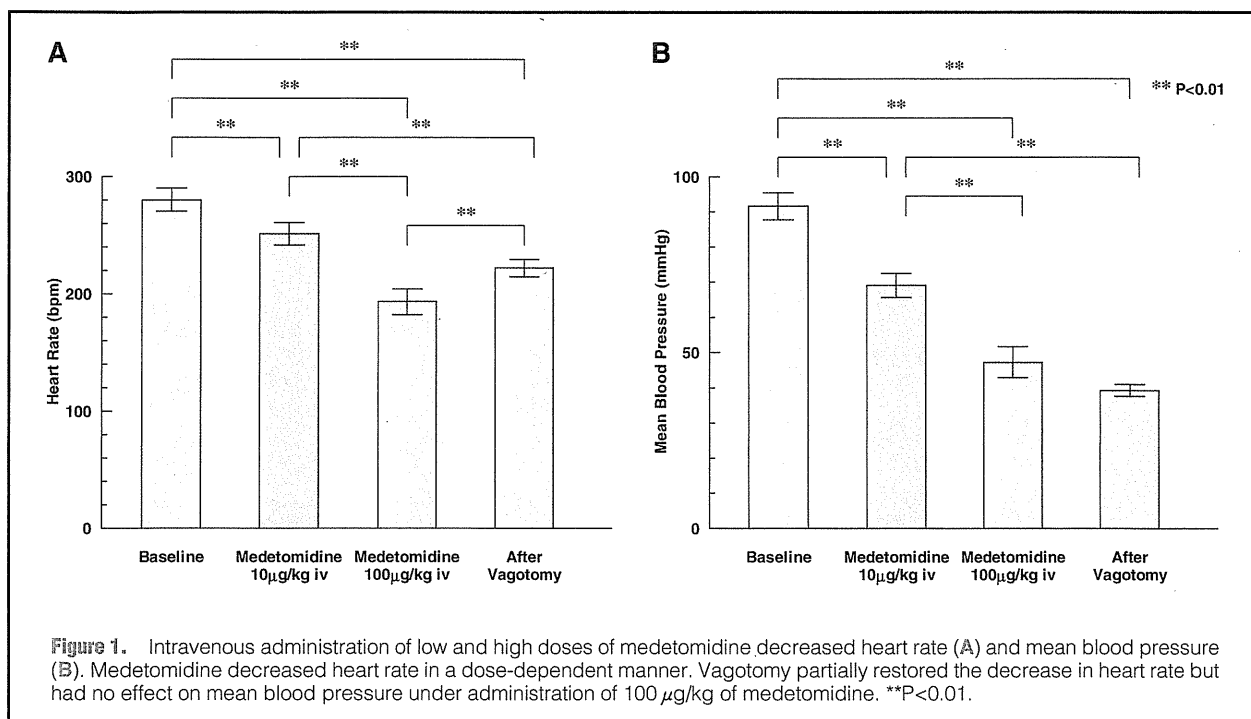 A
B
**
**
** P<0.01
**
**
**
**
**
**
**
**
**
**
300
200
100
0
Heart Rate (bpm)
Baseline
Medetomidine
10µg/kg iv
Medetomidine
100µg/kg iv
After
Vagotomy
100
50
0
Mean Blood Pressure (mmHg)
Baseline
Medetomidine
10µg/kg iv
Medetomidine
100µg/kg iv
After
Vagotomy
Figure 1. Intravenous administration of low and high doses of medetomidine decreased heart rate (A) and mean blood pressure
(B). Medetomidine decreased heart rate in a dose-dependent manner. Vagotomy partially restored the decrease in heart rate but
had no effect on mean blood pressure under administration of 100 µg/kg of medetomidine. **P<0.01.